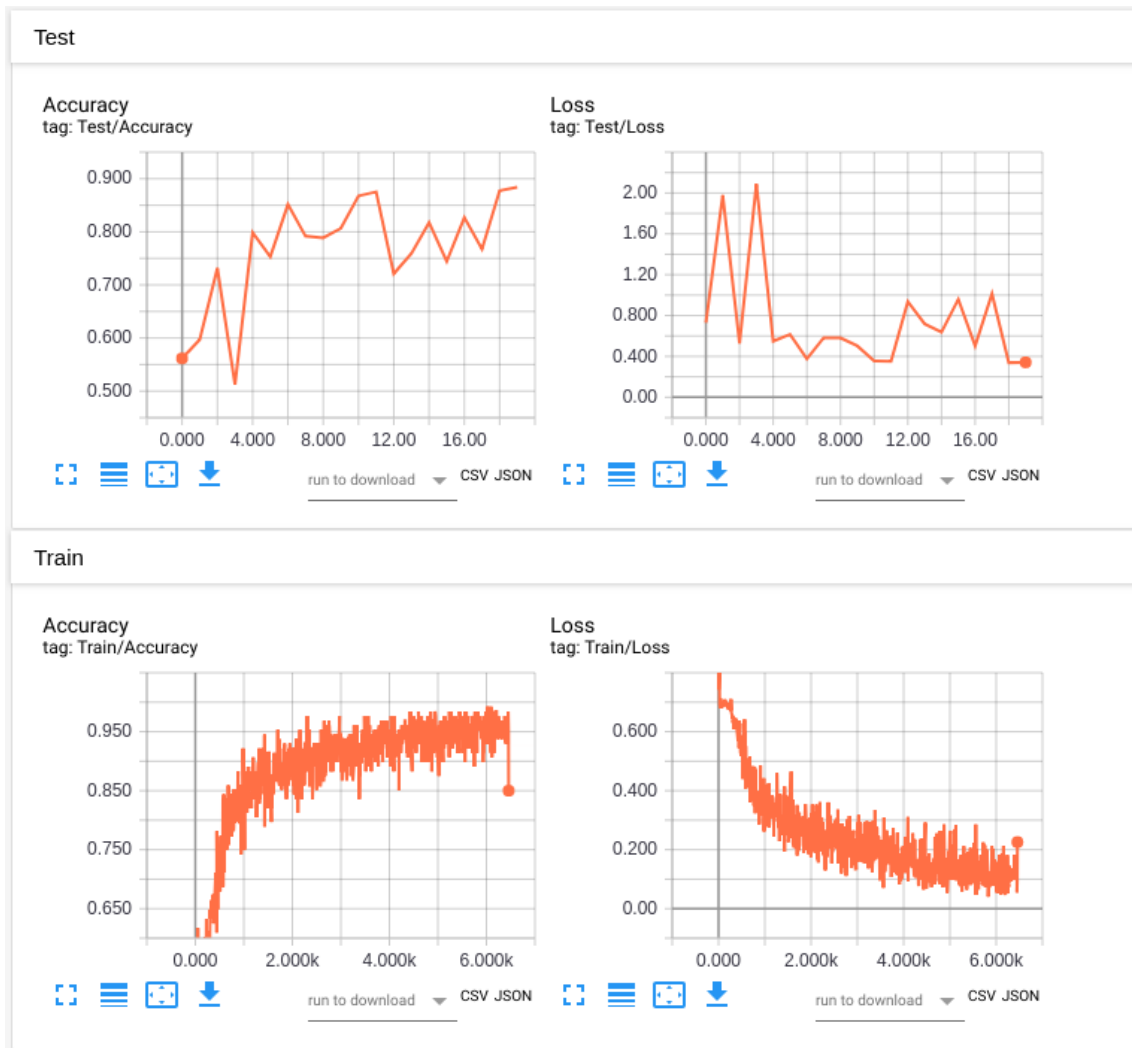 Test
Accuracy
tag: Test/Accuracy
0.900
0.800
0.700
0.600
0.500
0.000 4.000 8.000 12.00 16.00
run to download CSV JSON
Loss
tag: Test/Loss
2.00
1.60
1.20
0.800
0.400
0.00
0.000 4.000 8.000 12.00 16.00
run to download CSV JSON
Train
Accuracy
tag: Train/Accuracy
0.950
0.850
0.750
0.650
0.000 2.000k 4.000k 6.000k
run to download CSV JSON
Loss
tag: Train/Loss
0.600
0.400
0.200
0.00
0.000 2.000k 4.000k 6.000k
run to download CSV JSON